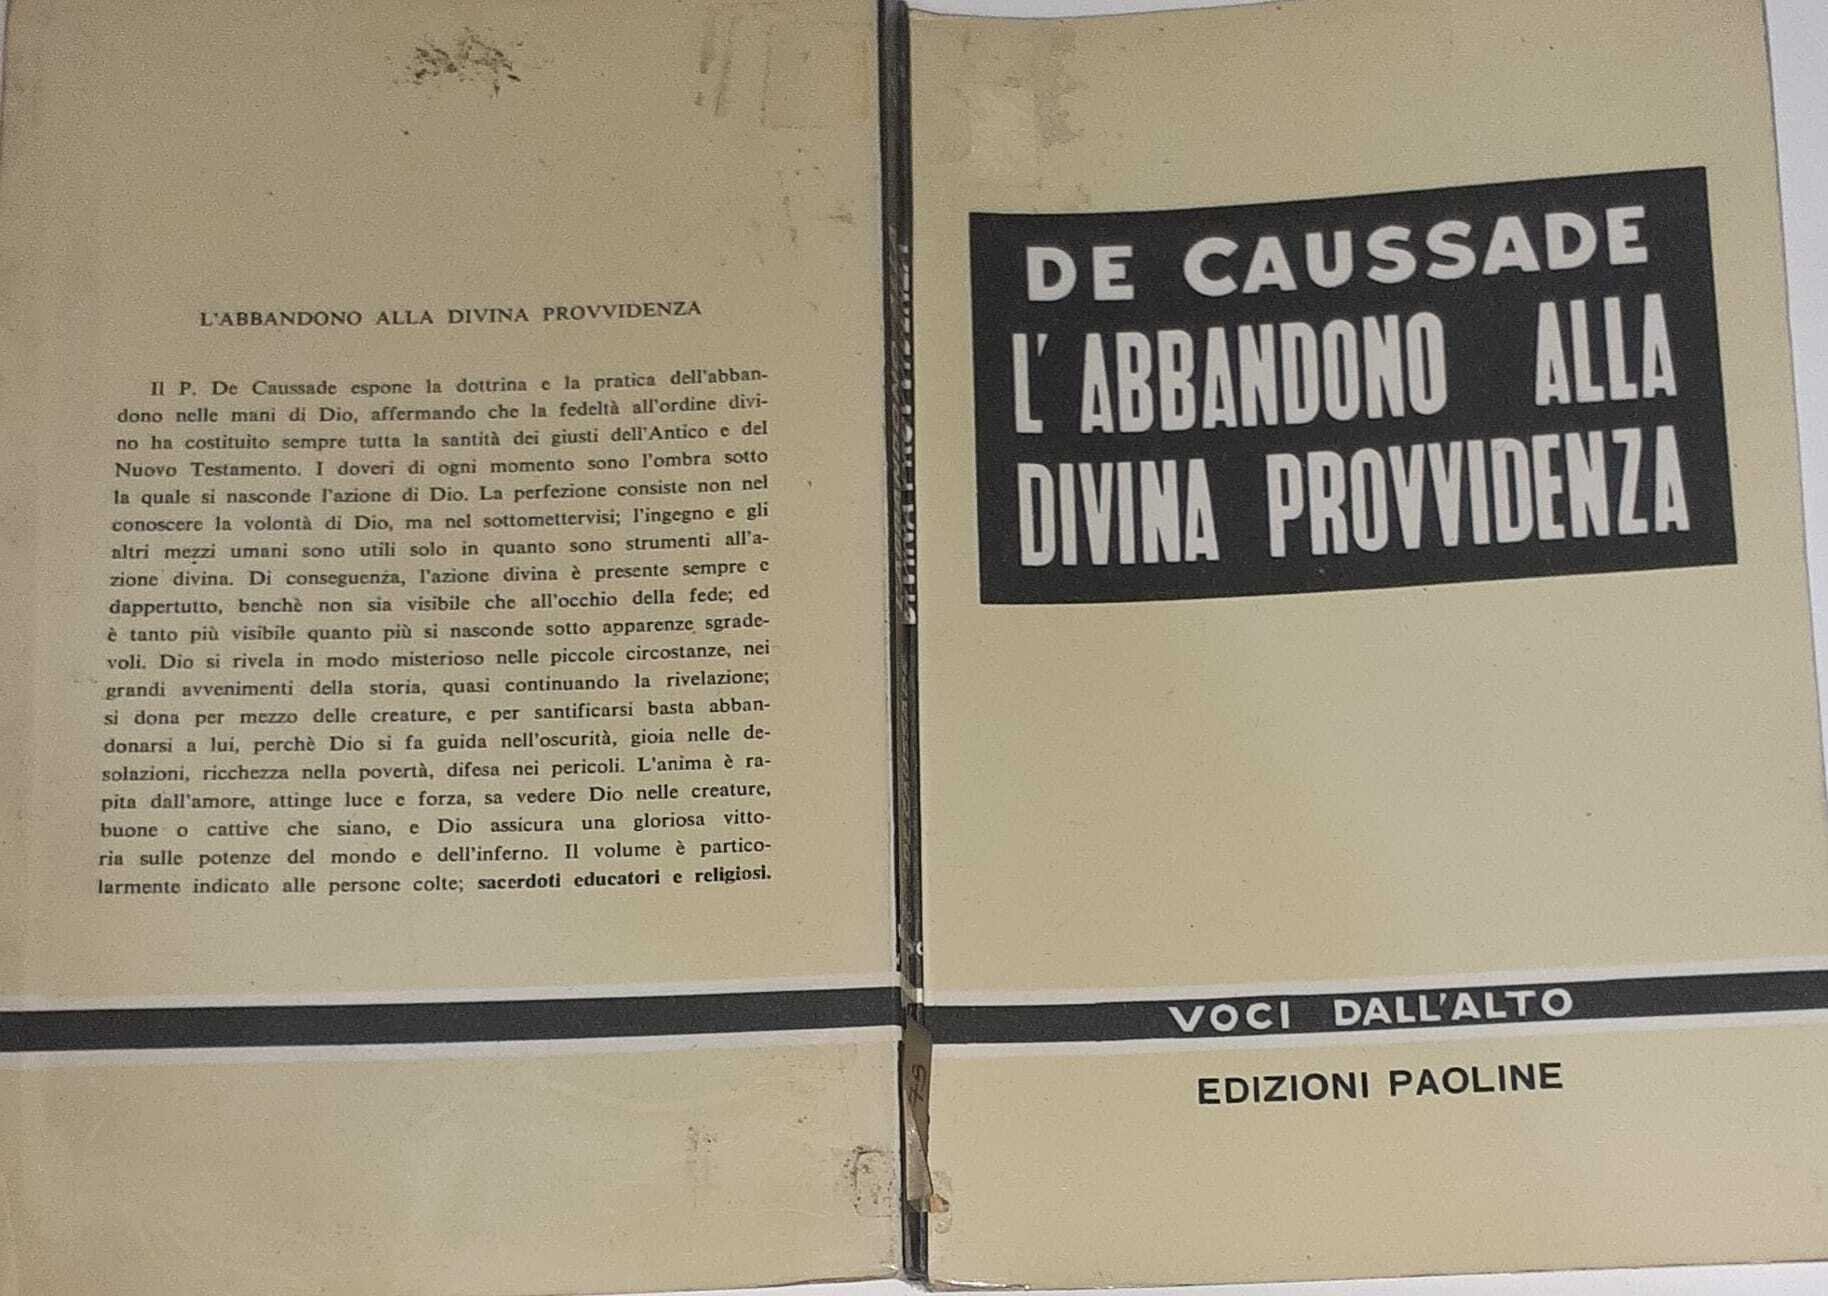 L'ABBANDONO ALLA DIVINA PROVVIDENZA
Il P. De Caussade espone la dottrina e la pratica dell'abban-
dono nelle mani di Dio, affermando che la fedeltà all'ordine divi-
no ha costituito sempre tutta la santità dei giusti dell'Antico e del
Nuovo Testamento. I doveri di ogni momento sono l'ombra sotto
la quale si nasconde l'azione di Dio. La perfezione consiste non nel
conoscere la volontà di Dio, ma nel sottomettervisi; l'ingegno e gli
altri mezzi umani sono utili solo in quanto sono strumenti all'a-
zione divina. Di conseguenza, l'azione divina è presente sempre e
dappertutto, benchè non sia visibile che all'occhio della fede; ed
è tanto più visibile quanto più si nasconde sotto apparenze sgrade-
voli. Dio si rivela in modo misterioso nelle piccole circostanze, nei
grandi avvenimenti della storia, quasi continuando la rivelazione;
si dona per mezzo delle creature, e per santificarsi basta abban-
donarsi a lui, perchè Dio si fa guida nell'oscurità, gioia nelle de-
solazioni, ricchezza nella povertà, difesa nei pericoli. L'anima è ra-
pita dall'amore, attinge luce e forza, sa vedere Dio nelle creature,
buone o cattive che siano, e Dio assicura una gloriosa vitto-
ria sulle potenze del mondo e dell'inferno. Il volume è partico-
larmente indicato alle persone colte; sacerdoti educatori e religiosi.
DE CAUSSADE
L'ABBANDONO ALLA
DIVINA PROVVIDENZA
VOCI DALL'ALTO
EDIZIONI PAOLINE